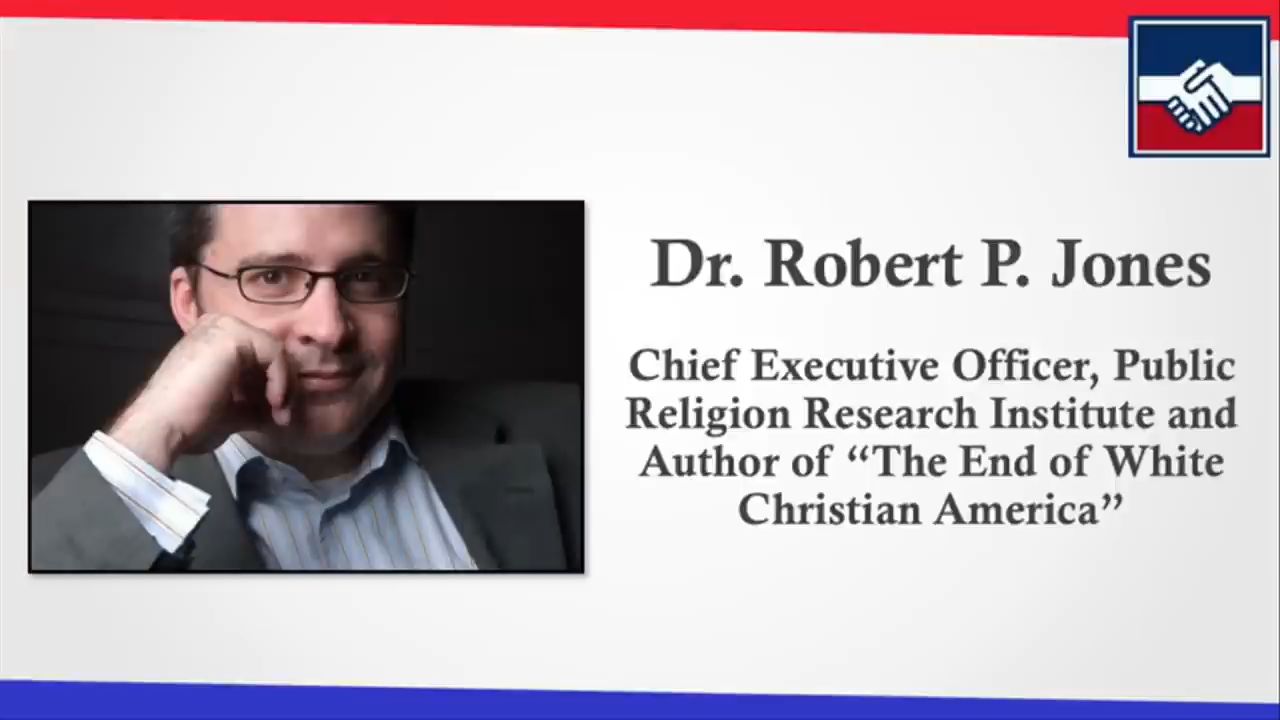 Dr. Robert P. Jones
Chief Executive Officer, Public
Religion Research Institute and
Author of “The End of White
Christian America”